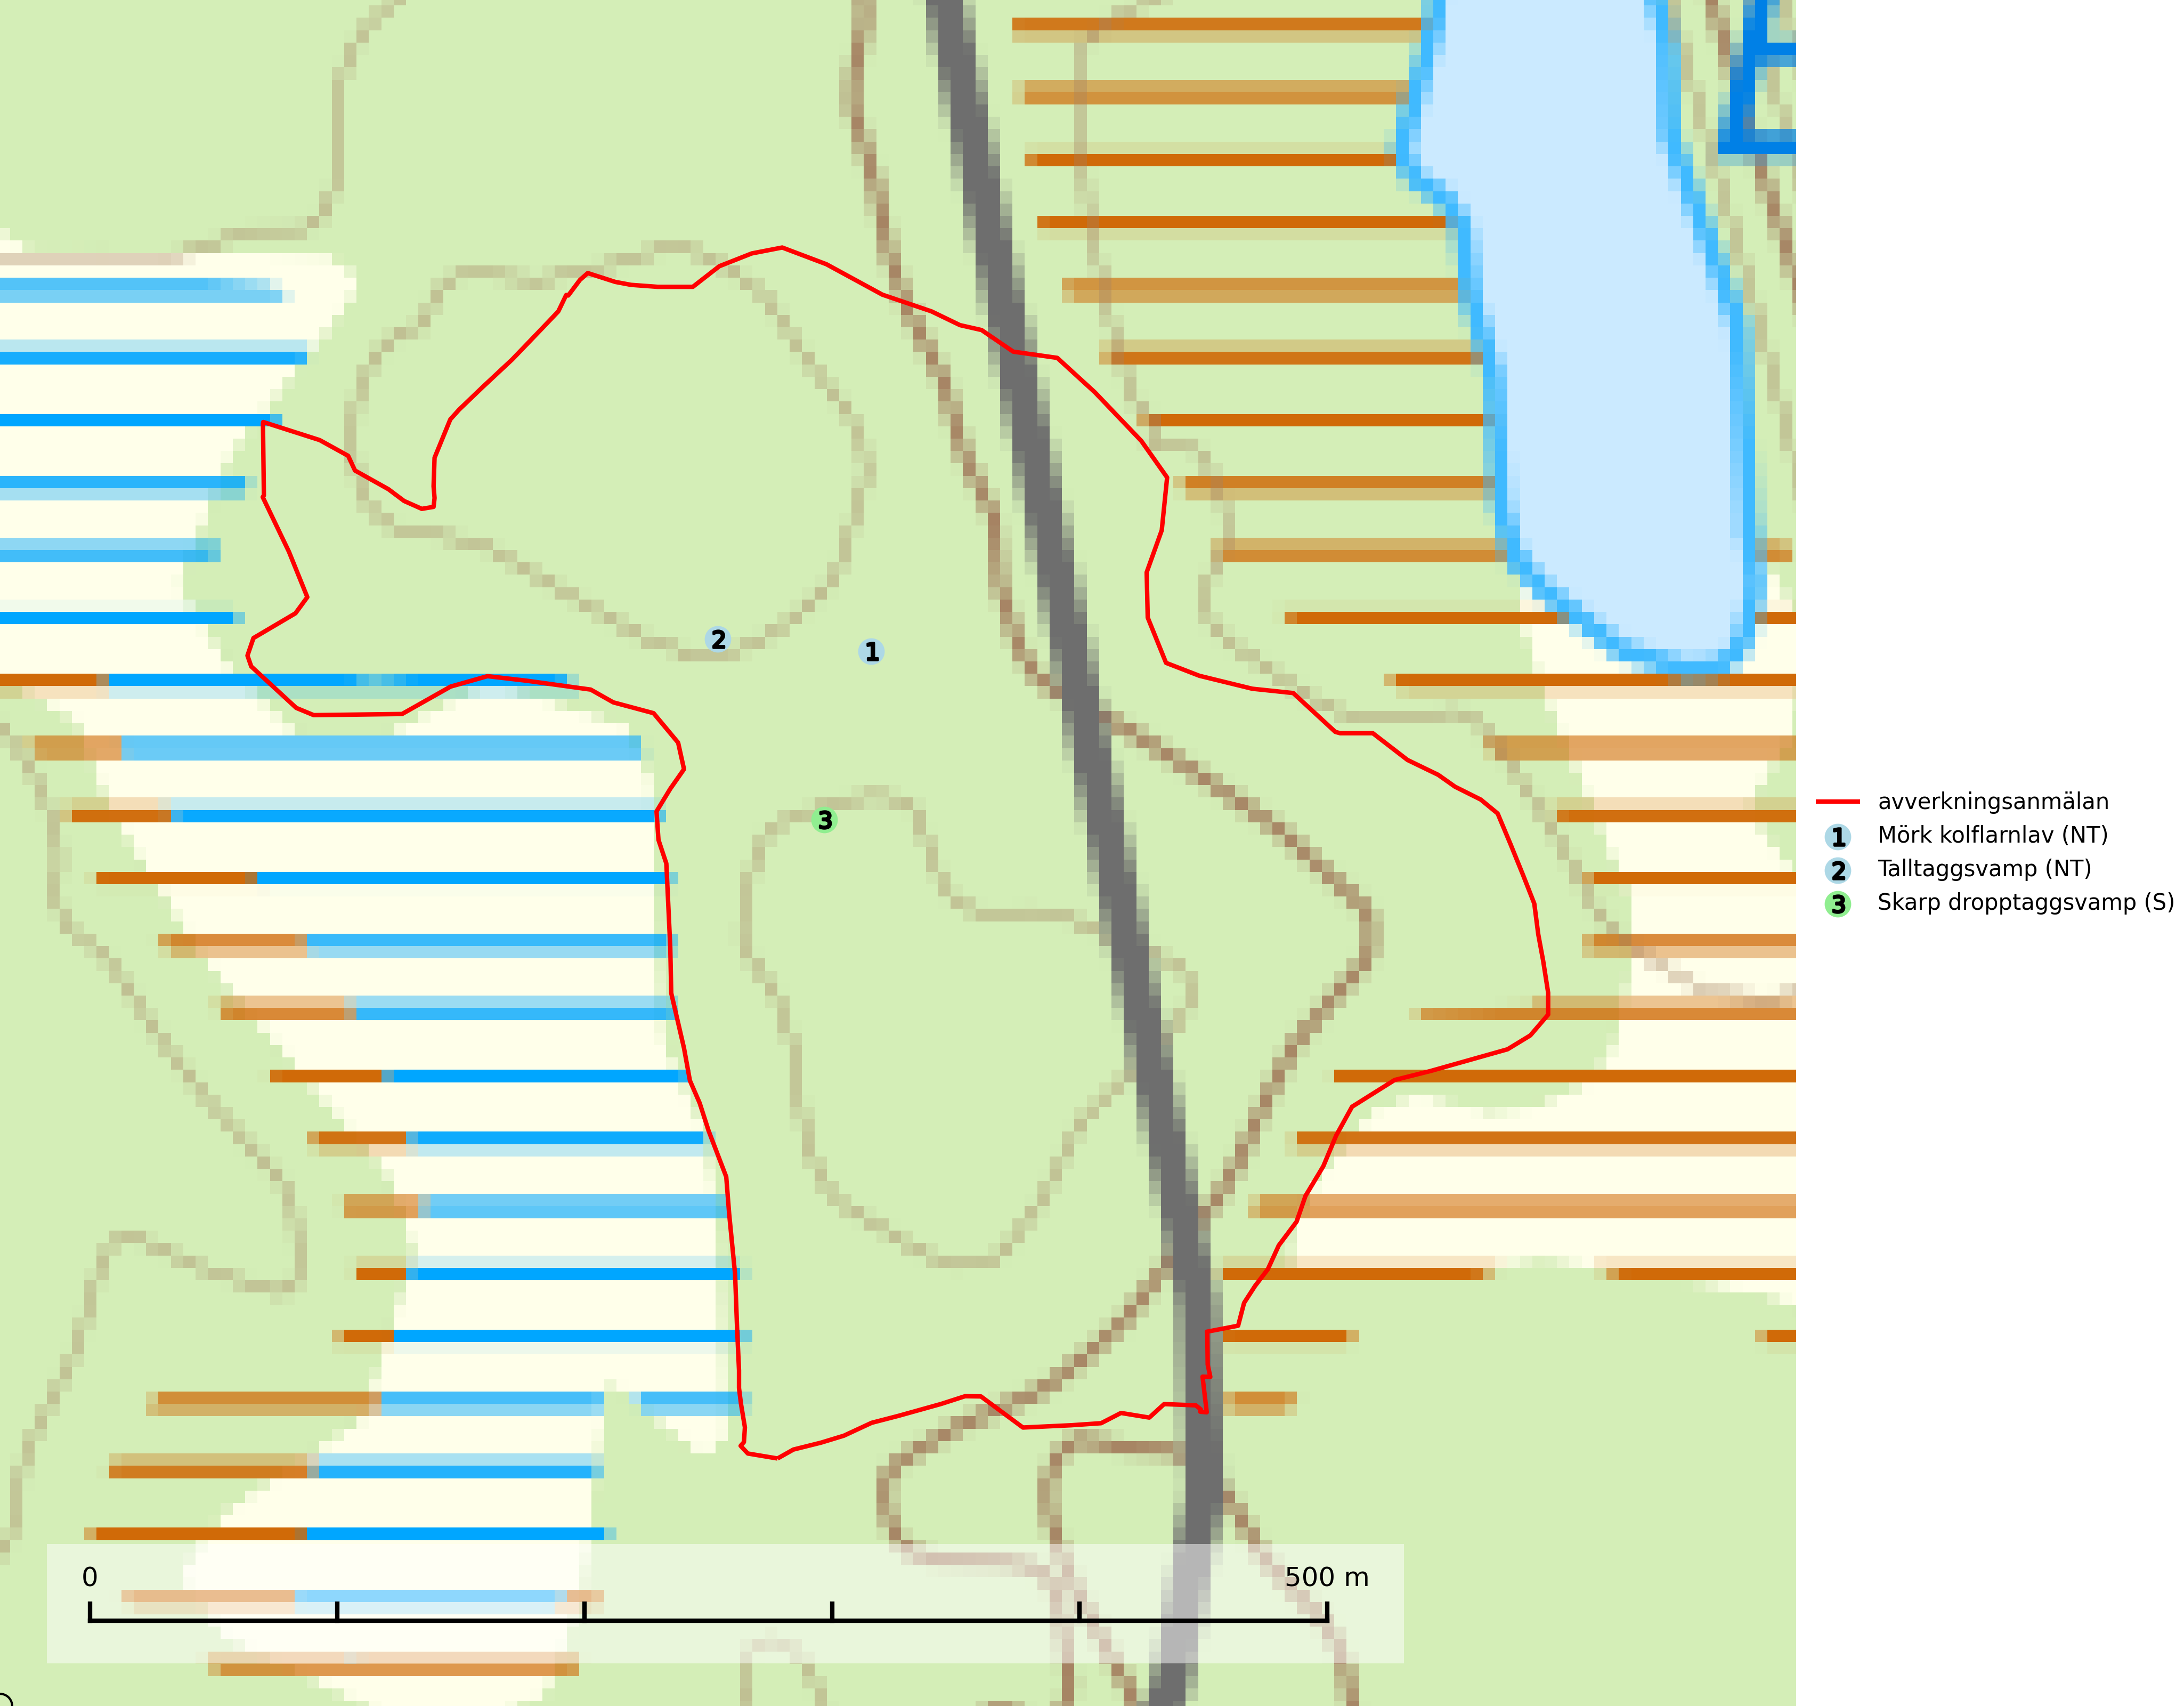 2
1
3
avverkningsanmälan
1 Mörk kolflarnlav (NT)
2 Talltaggsvamp (NT)
3 Skarp dropptaggsvamp (S)
0 500 m